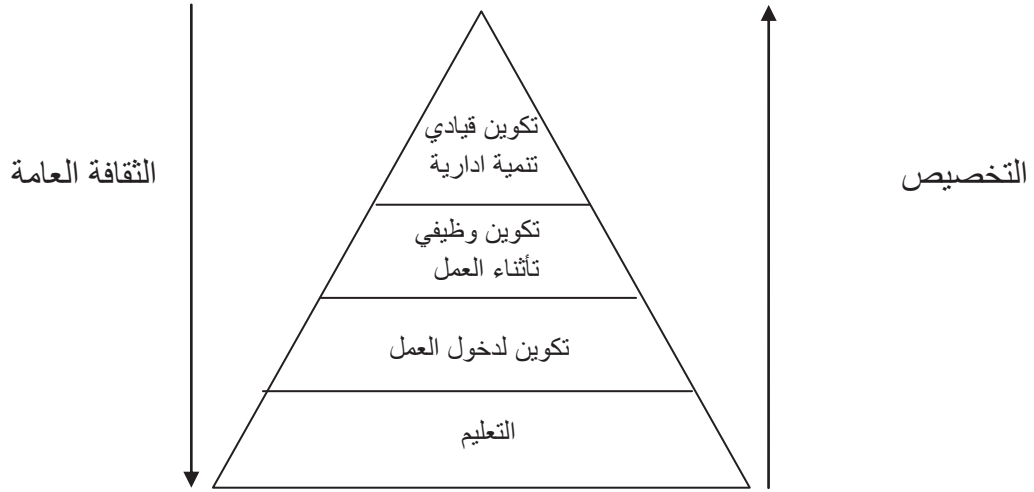 تكوين قيادي
تنمية ادارية
التخصيص
الثقافة العامة
تكوين وظيفي
تأثناء العمل
تكوين لدخول العمل
التعليم